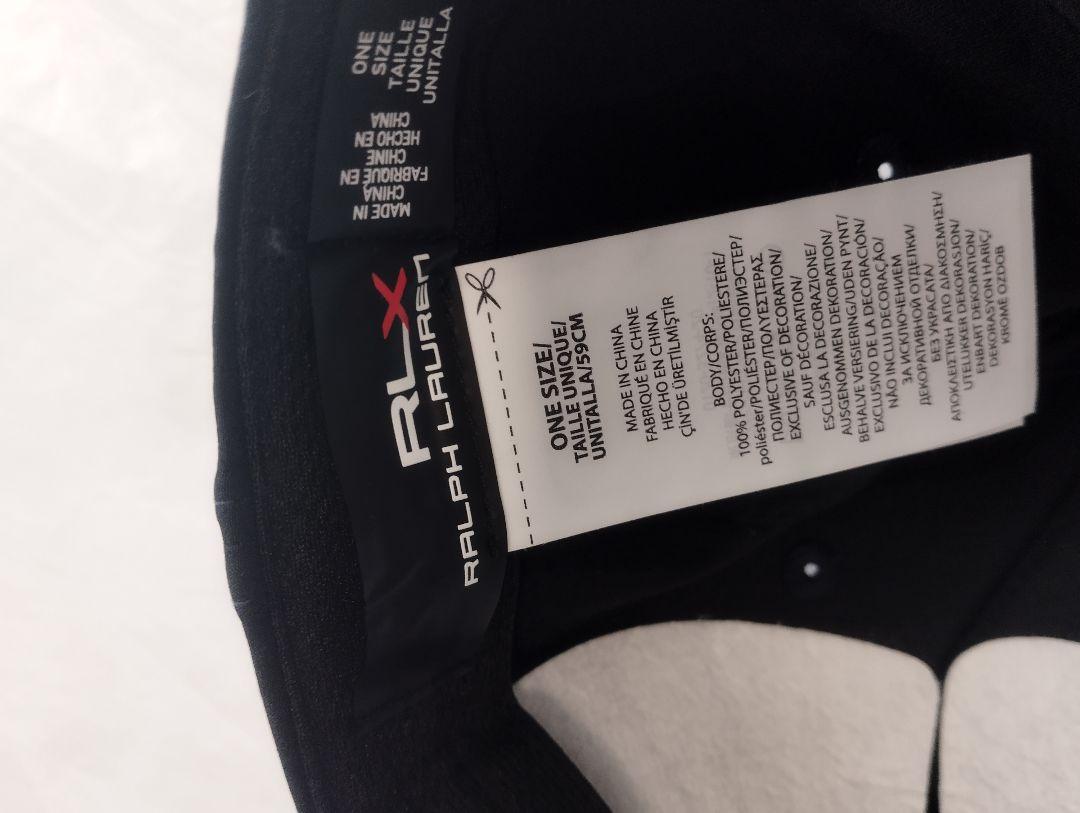 ONE
SIZE
TAILLE
UNIQUE
UNITALLA
MADE IN
CHINA
FABRIQUÉ EN
CHINE
HECHO EN
CHINA
RLX
RALPH LAUREN
ONE SIZE/
TAILLE UNIQUE/
UNITALLA/59CM
MADE IN CHINA
FABRIQUÉ EN CHINE
HECHO EN CHINA
ÇİN'DE ÜRETİLMİŞTİR
BODY/CORPS:
100% POLYESTER/POLIESTERE/
poliéster/POLIÉSTER/ПОЛИЭСТЕР/
ПОЛИЕСТЕР/ΠΟΛΥΕΣΤΕΡΑΣ
EXCLUSIVE OF DECORATION/
SAUF DÉCORATION/
ESCLUSA LA DECORAZIONE/
AUSGENOMMEN DEKORATION/
BEHALVE VERSIERING/UDEN PYNT/
EXCLUSIVO DE LA DECORACIÓN/
NÃO INCLUI DECORAÇÃO/
ЗА ИСКЛЮЧЕНИЕМ
ДЕКОРАТИВНОЙ ОТДЕЛКИ/
БЕЗ УКРАСАТА/
ΑΠΟΚΛΕΙΣΤΙΚΗ ΑΠΟ ΔΙΑΚΟΣΜΗΣΗ/
UTELUKKER DEKORASJON/
ENBART DEKORATION/
DEKORASYON HARİÇ/
KROMĚ OZDOB